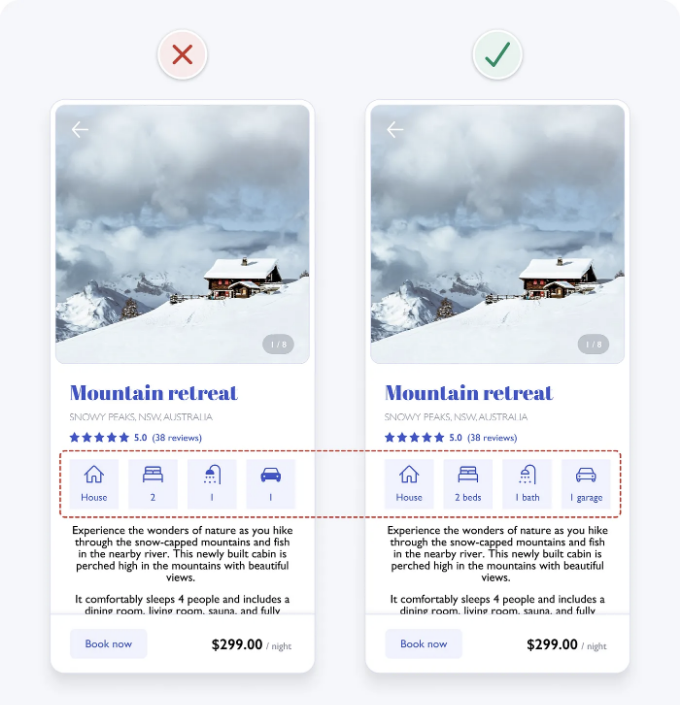 1 / 8
Mountain retreat
SNOWY PEAKS, NSW, AUSTRALIA
5.0 (38 reviews)
House
2
1
1
Experience the wonders of nature as you hike
through the snow-capped mountains and fish
in the nearby river. This newly built cabin is
perched high in the mountains with beautiful
views.
It comfortably sleeps 4 people and includes a
dining room, living room, sauna, and fully
Book now
$299.00 / night
1 / 8
Mountain retreat
SNOWY PEAKS, NSW, AUSTRALIA
5.0 (38 reviews)
House
2 beds
1 bath
1 garage
Experience the wonders of nature as you hike
through the snow-capped mountains and fish
in the nearby river. This newly built cabin is
perched high in the mountains with beautiful
views.
It comfortably sleeps 4 people and includes a
dining room, living room, sauna, and fully
Book now
$299.00 / night